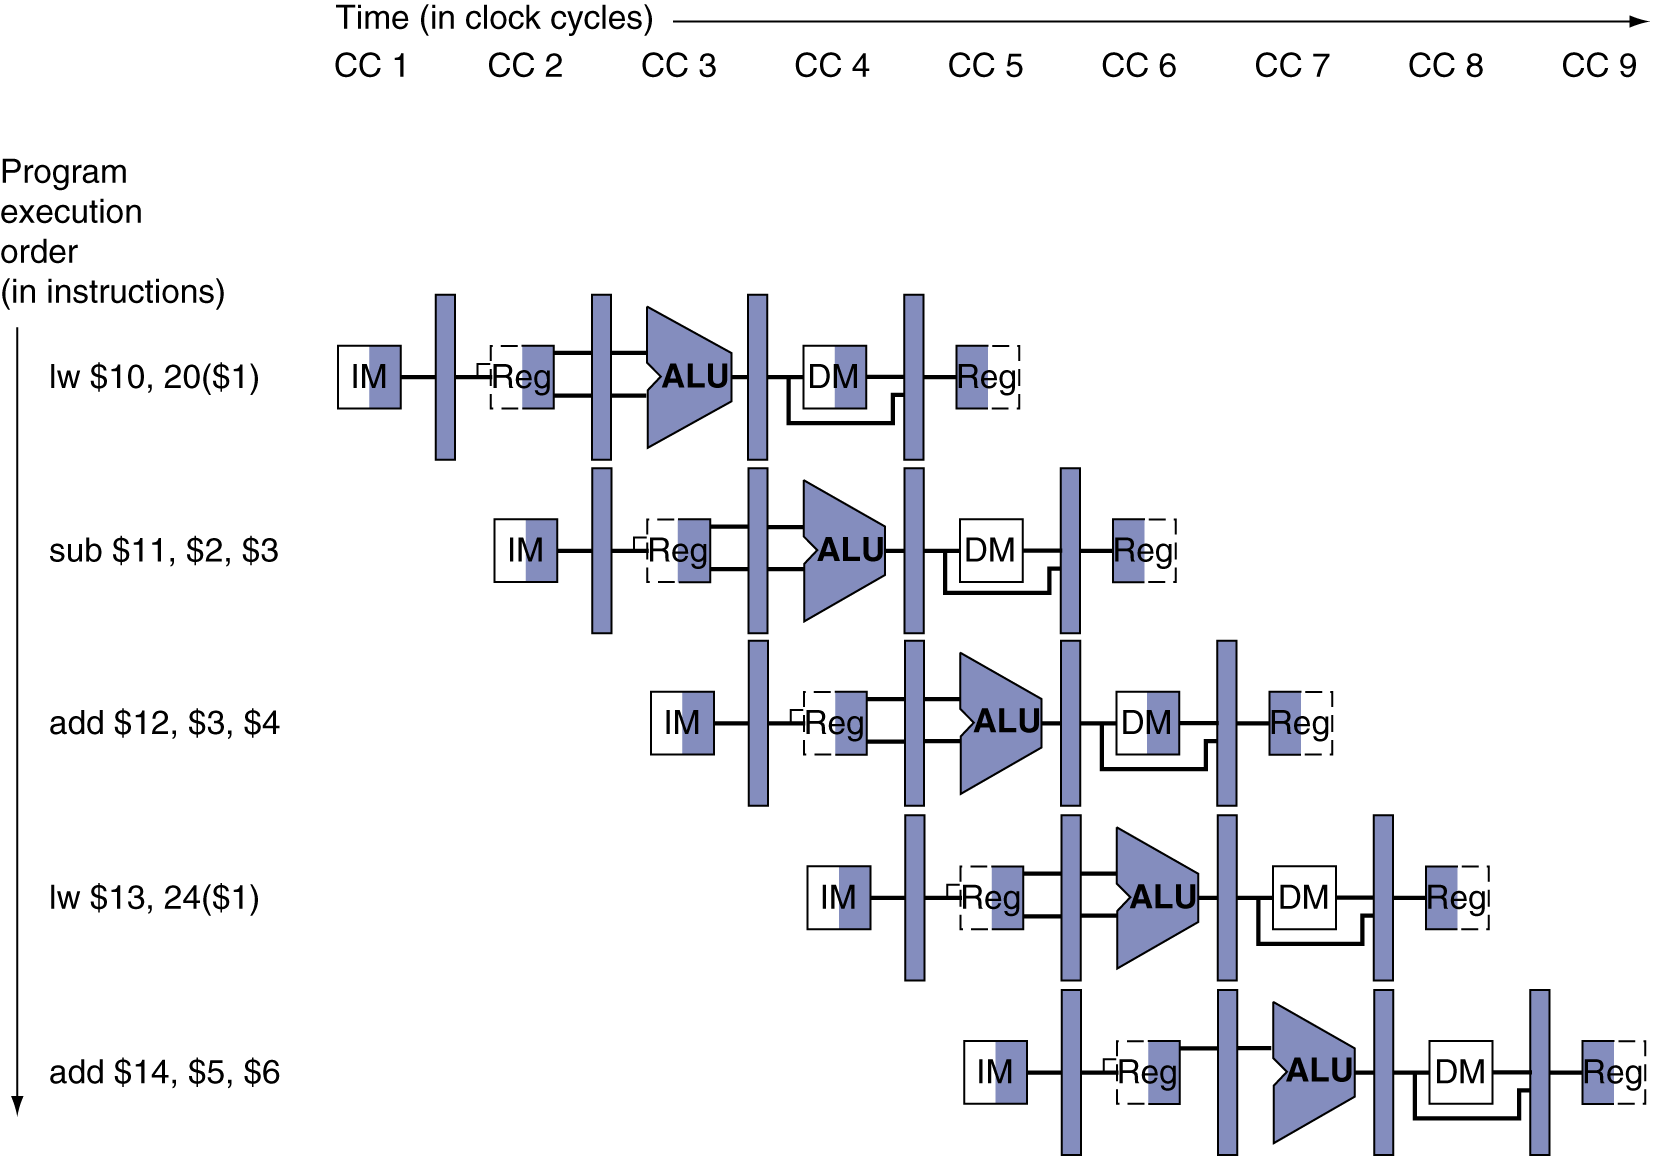 Time (in clock cycles)
CC 1 CC 2 CC 3 CC 4 CC 5 CC 6 CC 7 CC 8 CC 9
Program
execution
order
(in instructions)
lw $10, 20($1) IM Reg ALU DM Reg
sub $11, $2, $3 IM Reg ALU DM Reg
add $12, $3, $4 IM Reg ALU DM Reg
lw $13, 24($1) IM Reg ALU DM Reg
add $14, $5, $6 IM Reg ALU DM Reg